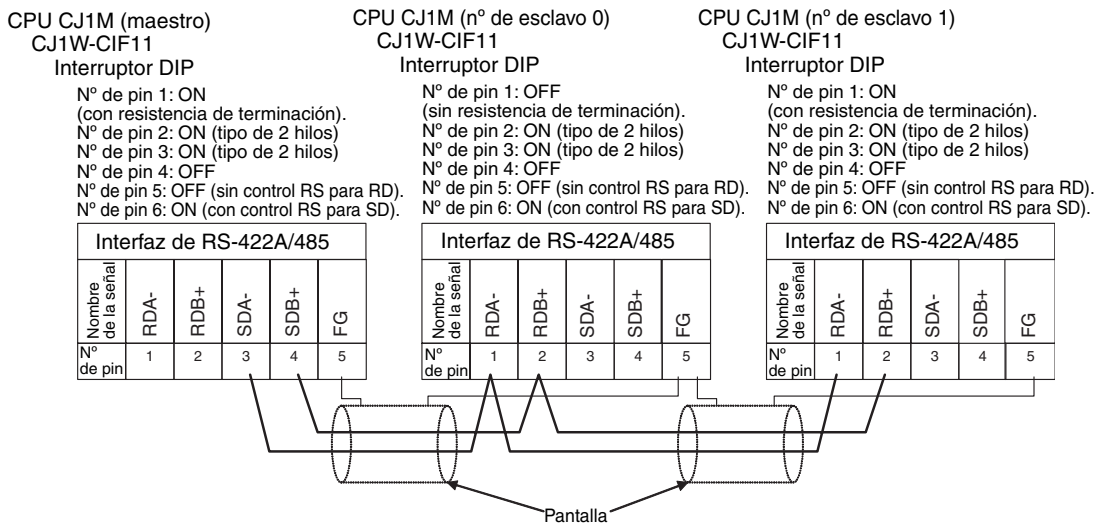 CPU CJ1M (maestro)
CJ1W-CIF11
Interruptor DIP
Nº de pin 1: ON
(con resistencia de terminación).
Nº de pin 2: ON (tipo de 2 hilos)
Nº de pin 3: ON (tipo de 2 hilos)
Nº de pin 4: OFF
Nº de pin 5: OFF (sin control RS para RD).
Nº de pin 6: ON (con control RS para SD).
Interfaz de RS-422A/485
Nombre
de la señal
RDA-
RDB+
SDA-
SDB+
FG
Nº
de pin
1
2
3
4
5
CPU CJ1M (nº de esclavo 0)
CJ1W-CIF11
Interruptor DIP
Nº de pin 1: OFF
(sin resistencia de terminación).
Nº de pin 2: ON (tipo de 2 hilos)
Nº de pin 3: ON (tipo de 2 hilos)
Nº de pin 4: OFF
Nº de pin 5: OFF (sin control RS para RD).
Nº de pin 6: ON (con control RS para SD).
Interfaz de RS-422A/485
Nombre
de la señal
RDA-
RDB+
SDA-
SDB+
FG
Nº
de pin
1
2
3
4
5
CPU CJ1M (nº de esclavo 1)
CJ1W-CIF11
Interruptor DIP
Nº de pin 1: ON
(con resistencia de terminación).
Nº de pin 2: ON (tipo de 2 hilos)
Nº de pin 3: ON (tipo de 2 hilos)
Nº de pin 4: OFF
Nº de pin 5: OFF (sin control RS para RD).
Nº de pin 6: ON (con control RS para SD).
Interfaz de RS-422A/485
Nombre
de la señal
RDA-
RDB+
SDA-
SDB+
FG
Nº
de pin
1
2
3
4
5
Pantalla